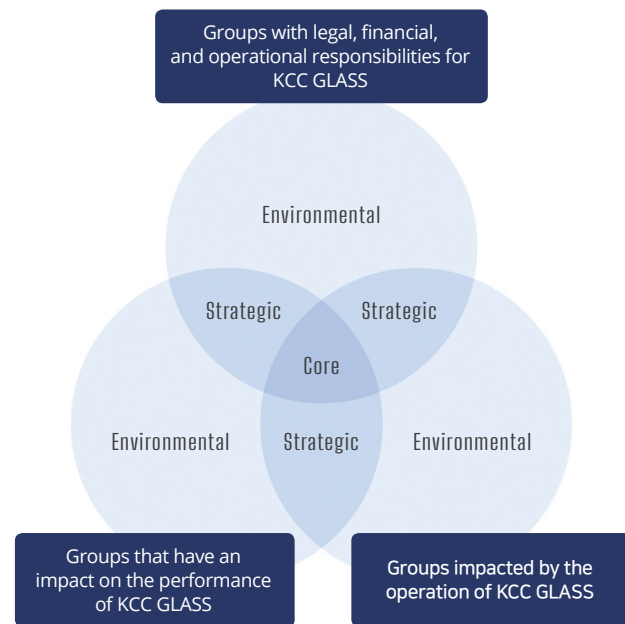 Groups with legal, financial,
and operational responsibilities for
KCC GLASS
Environmental
Strategic
Strategic
Core
Environmental
Strategic
Environmental
Groups that have an
impact on the performance
of KCC GLASS
Groups impacted by the
operation of KCC GLASS